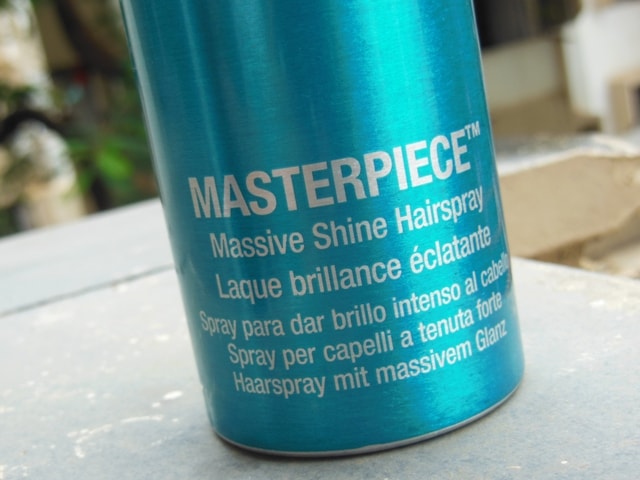 MASTERPIECE™
Massive Shine Hairspray
Laque brillance éclatante
Spray para dar brillo intenso al cabello
Spray per capelli a tenuta forte
Haarspray mit massivem Glanz